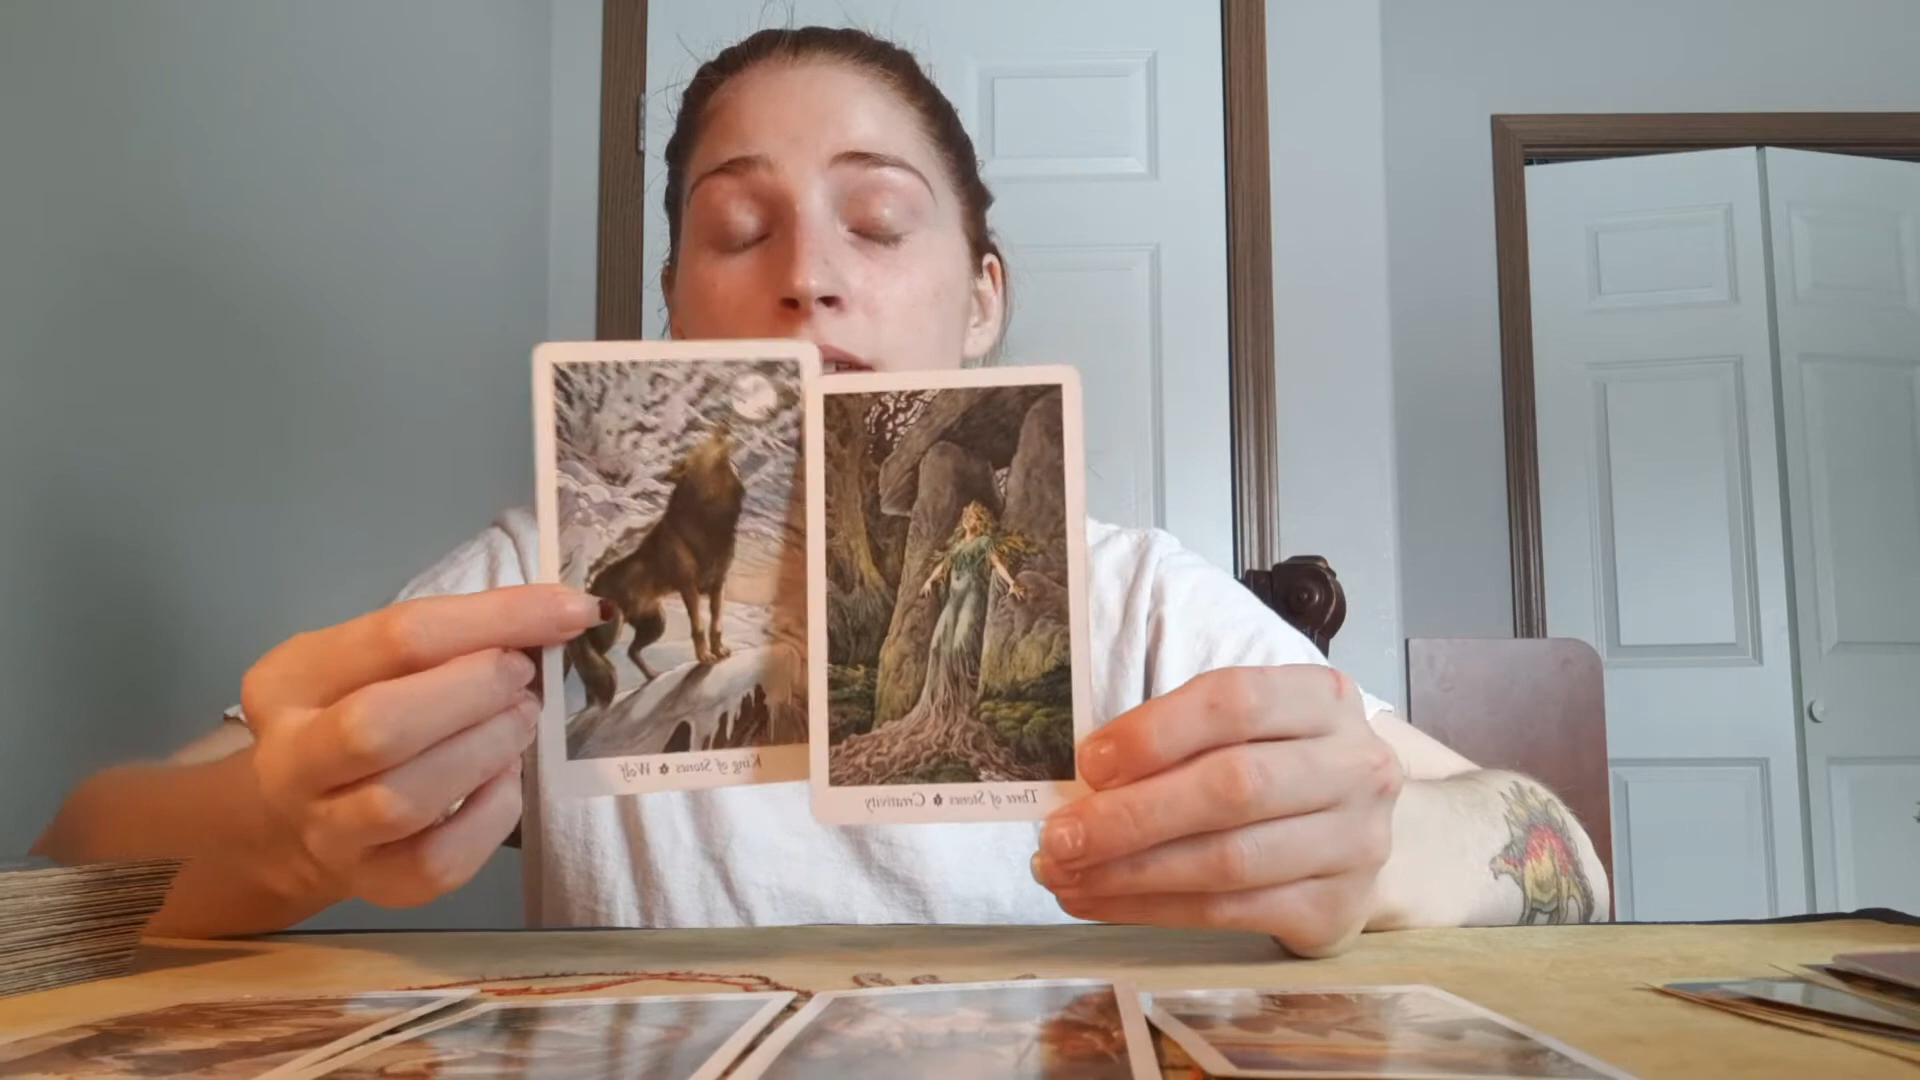 King of Stones ♦ Wolf
Three of Stones ♦ Creativity